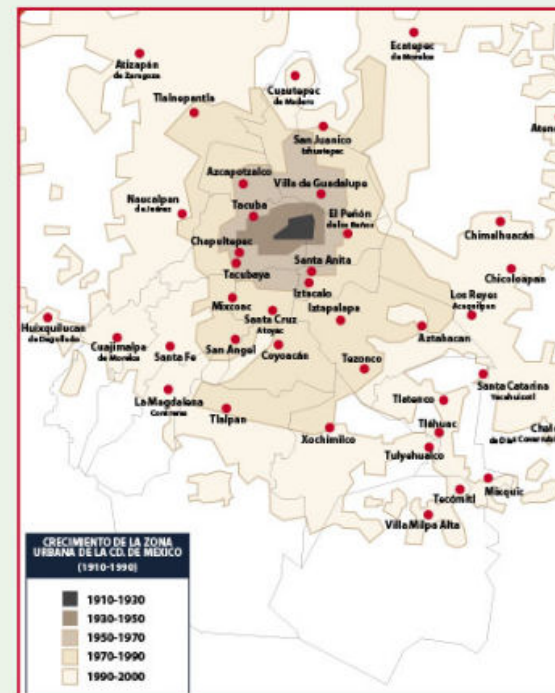 Ecatepec
de Morelos
Atizapán
de Zaragoza
Cuautepec
de Madero
Tlalnepantla
San Juanico
Ixhuatepec
Azcapotzalco
Villa de Guadalupe
Naucalpan
de Juárez
Tacuba
El Peñón
de los Baños
Chimalhuacán
Chapultepec
Santa Anita
Tacubaya
Chicoloapan
Iztacalco
Los Reyes
Acaquilpan
Mixcoac
Santa Cruz
Atoyac
Iztapalapa
Huixquilucan
de Degollado
Aztahacan
Cuajimalpa
de Morelos
Santa Fe
San Ángel
Coyoacán
Tezonco
Santa Catarina
Yecahuizotl
La Magdalena
Contreras
Tlaltenco
Tlalpan
Tláhuac
Xochimilco
Tulyehualco
Mixquic
Tecómitl
Villa Milpa Alta
CRECIMIENTO DE LA ZONA
URBANA DE LA CD. DE MEXICO
(1910-1990)
1910-1930
1930-1950
1950-1970
1970-1990
1990-2000